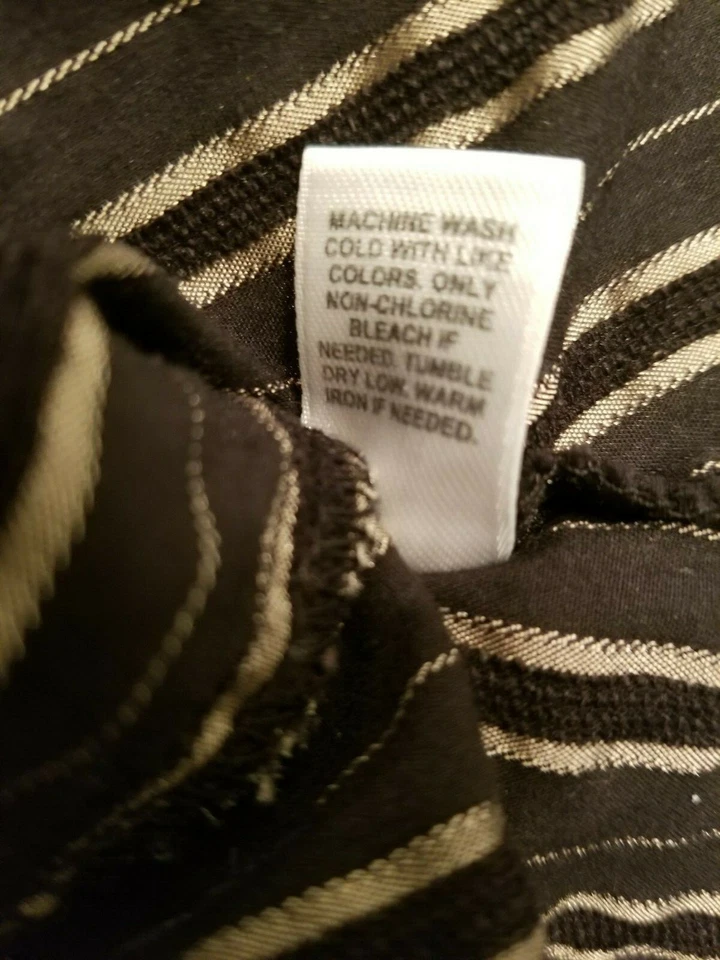 MACHINE WASH
COLD WITH LIKE
COLORS. ONLY
NON-CHLORINE
BLEACH IF
NEEDED. TUMBLE
DRY LOW. WARM
IRON IF NEEDED.